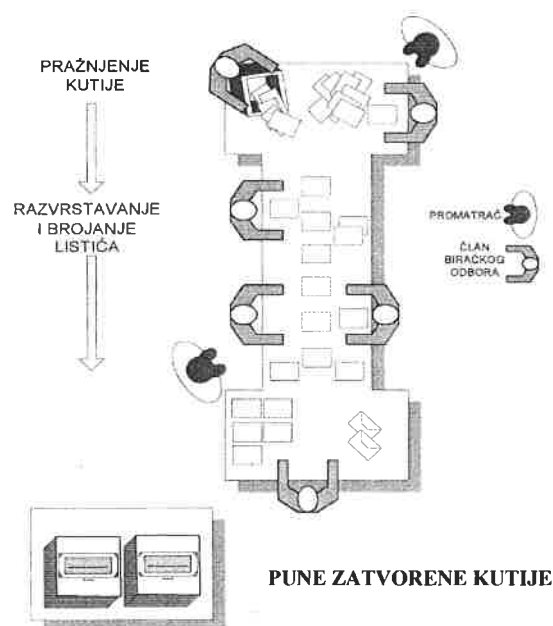 PRAŽNJENJE
KUTIJE
RAZVRSTAVANJE
I BROJANJE
LISTIĆA
PROMATRAČ
ČLAN
BIRAČKOG
ODBORA
PUNE ZATVORENE KUTIJE